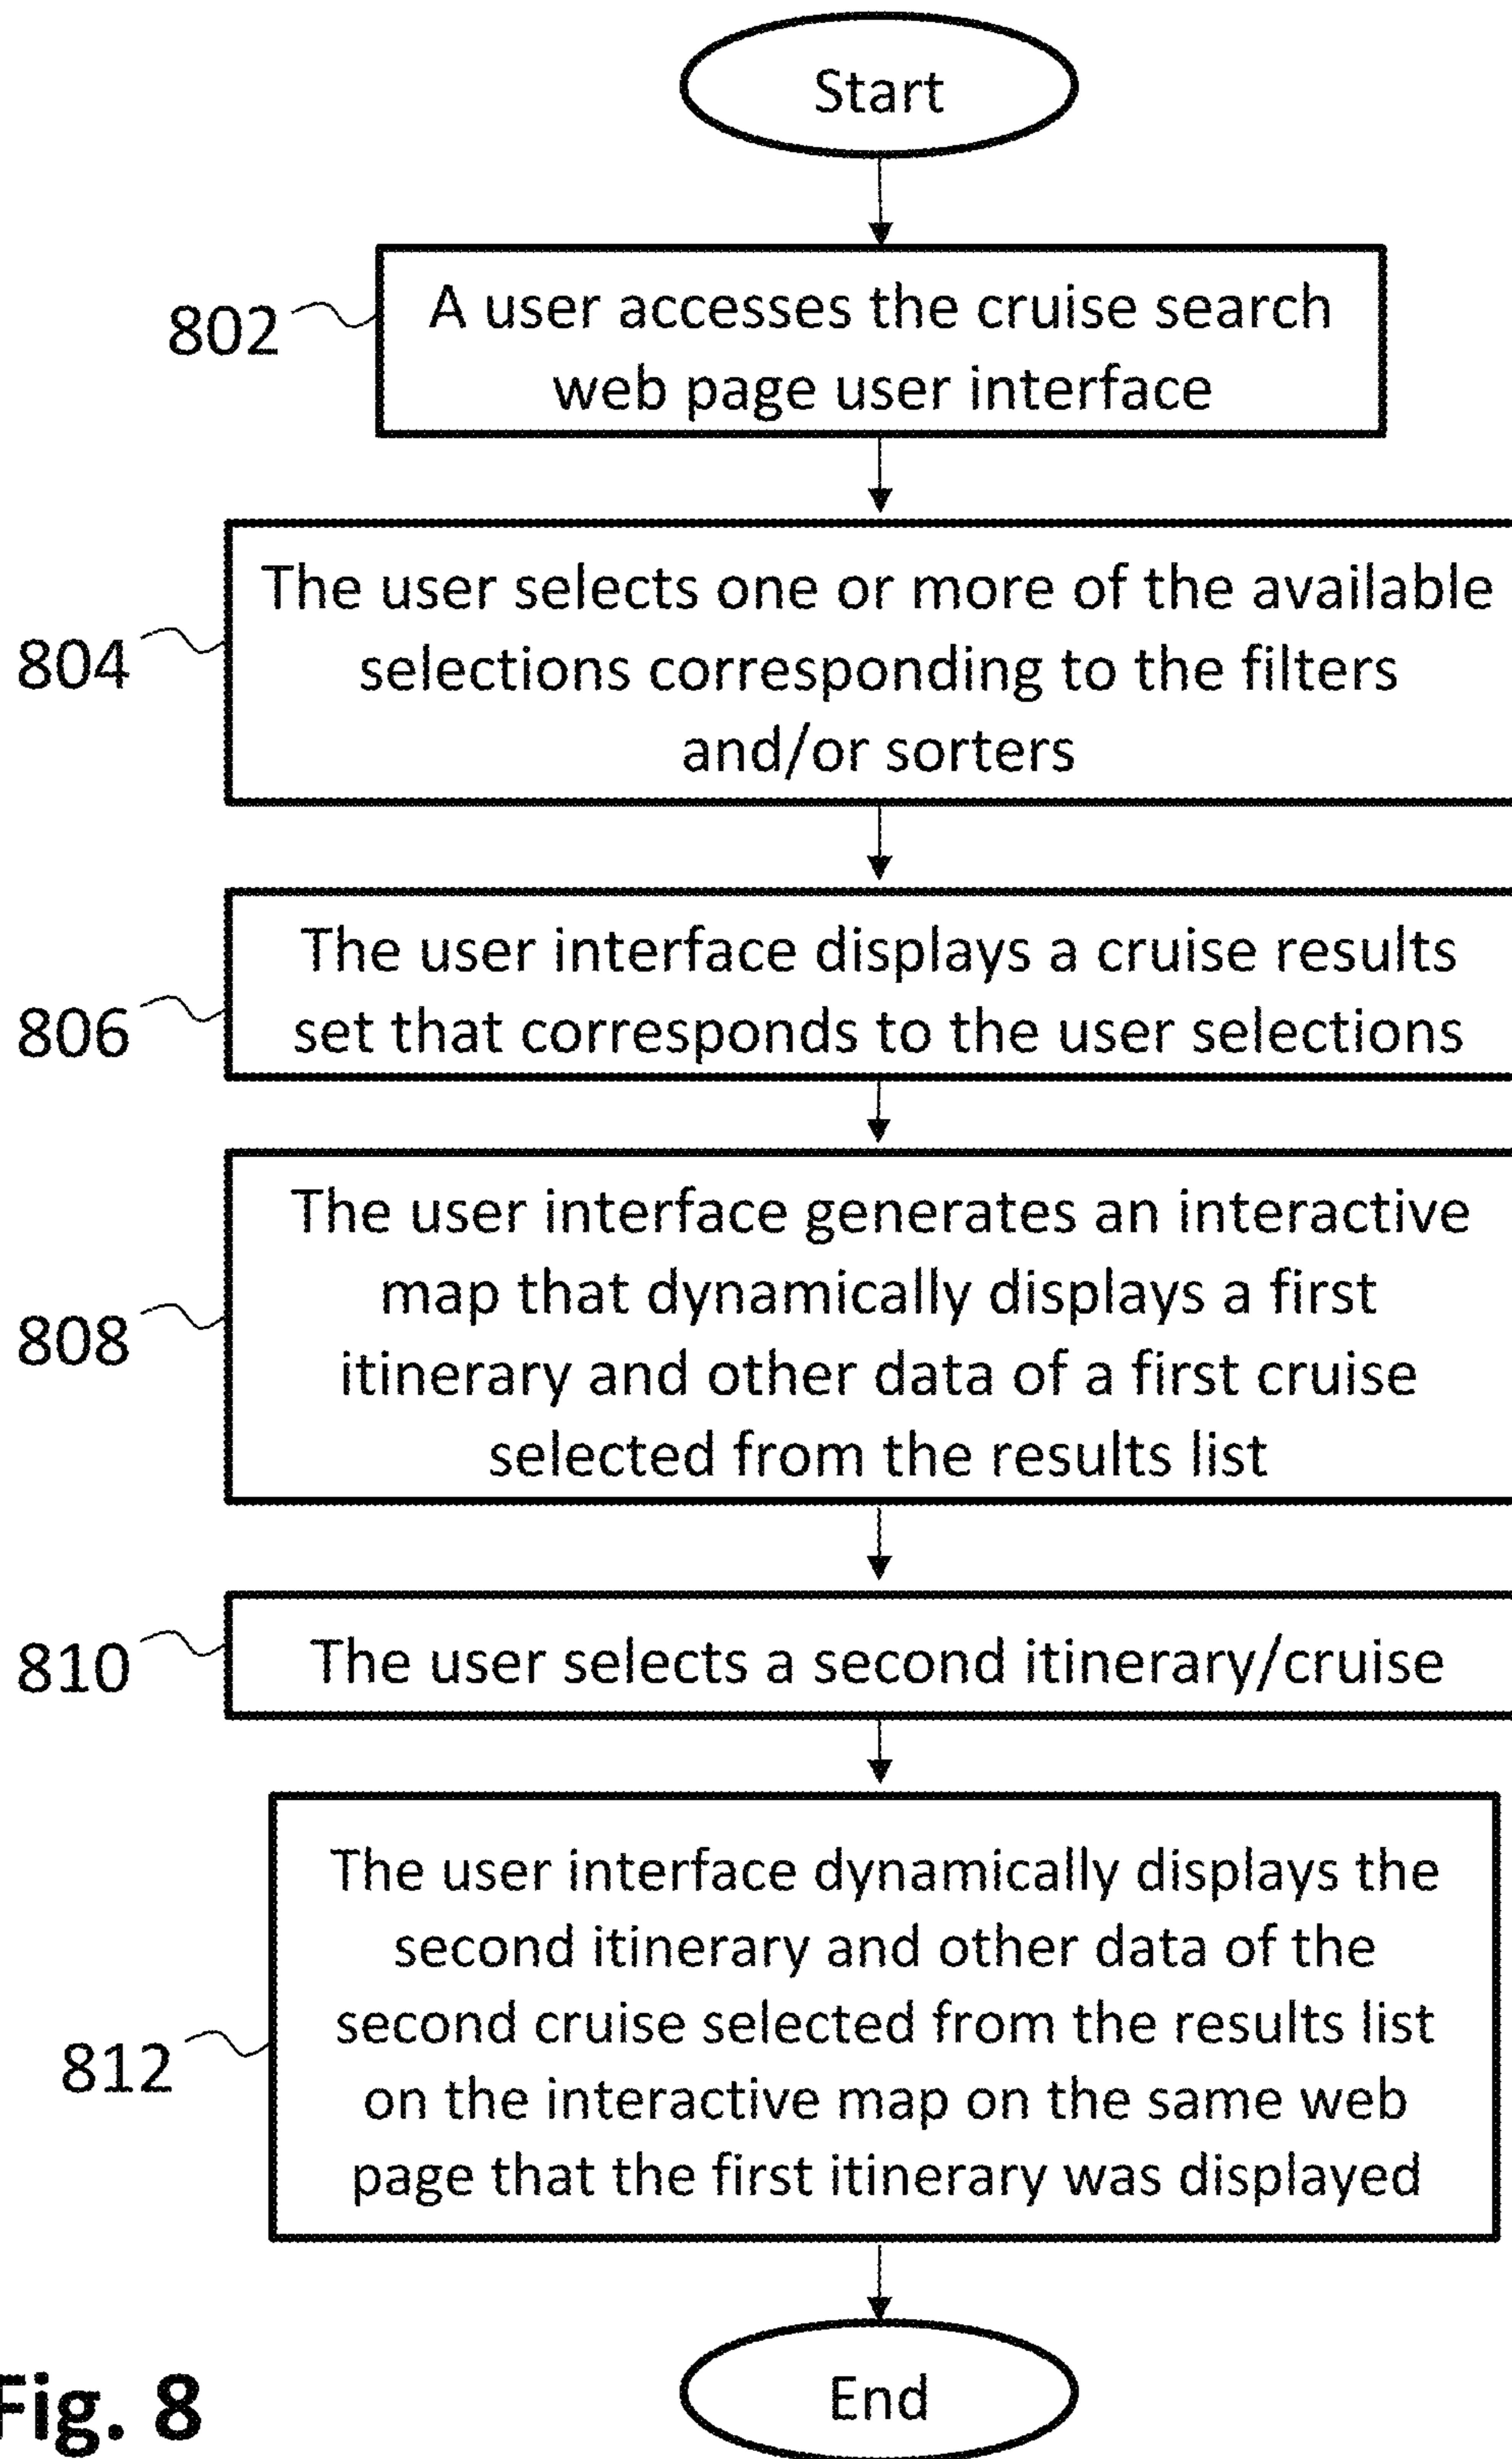 Start
802
A user accesses the cruise search
web page user interface
804
The user selects one or more of the available
selections corresponding to the filters
and/or sorters
806
The user interface displays a cruise results
set that corresponds to the user selections
808
The user interface generates an interactive
map that dynamically displays a first
itinerary and other data of a first cruise
selected from the results list
810
The user selects a second itinerary/cruise
812
The user interface dynamically displays the
second itinerary and other data of the
second cruise selected from the results list
on the interactive map on the same web
page that the first itinerary was displayed
End
Fig. 8